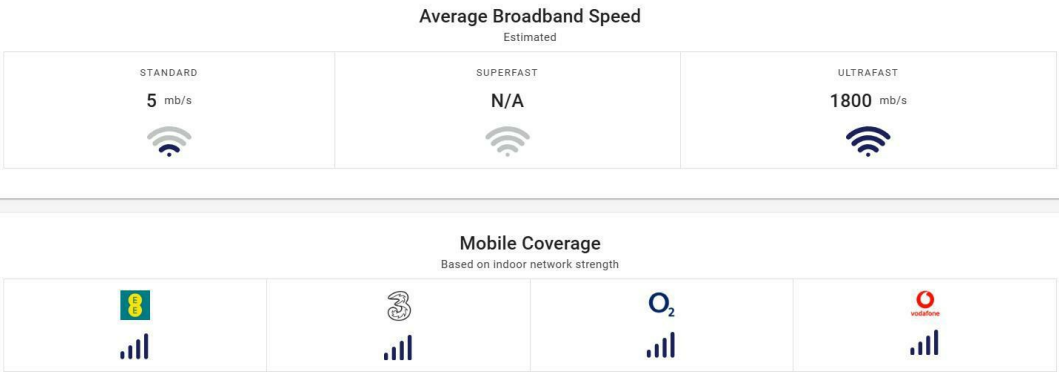 Average Broadband Speed
Estimated
STANDARD
5 mb/s
SUPERFAST
N/A
ULTRAFAST
1800 mb/s
Mobile Coverage
Based on indoor network strength
EE
3
O2
vodafone